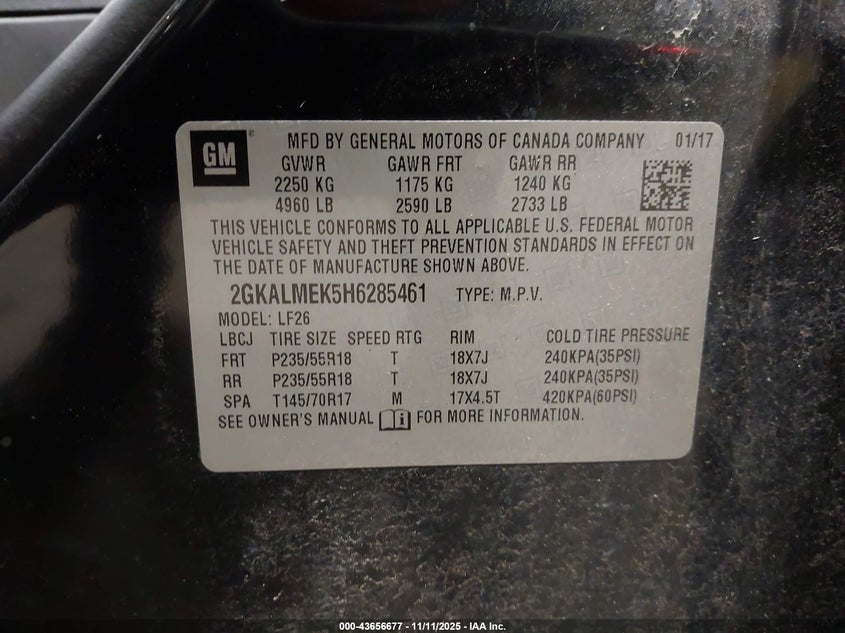 GM ® MFD BY GENERAL MOTORS OF CANADA COMPANY 01/17
GVWR GAWR FRT GAWR RR
2250 KG 1175 KG 1240 KG
4960 LB 2590 LB 2733 LB
THIS VEHICLE CONFORMS TO ALL APPLICABLE U.S. FEDERAL MOTOR
VEHICLE SAFETY AND THEFT PREVENTION STANDARDS IN EFFECT ON
THE DATE OF MANUFACTURE SHOWN ABOVE.
2GKALMEK5H6285461 TYPE: M.P.V.
MODEL: LF26
LBCJ TIRE SIZE SPEED RTG RIM COLD TIRE PRESSURE
FRT P235/55R18 T 18X7J 240KPA(35PSI)
RR P235/55R18 T 18X7J 240KPA(35PSI)
SPA T145/70R17 M 17X4.5T 420KPA(60PSI)
SEE OWNER'S MANUAL i FOR MORE INFORMATION.
000-43656677 - 11/11/2025 - IAA Inc.